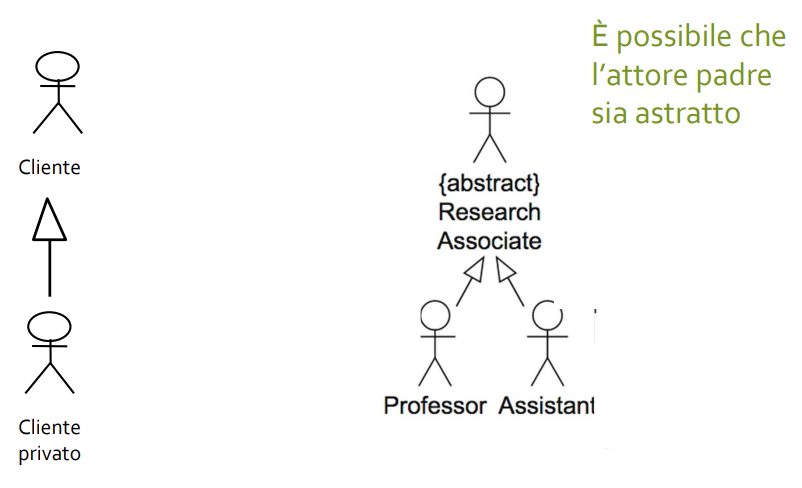 È possibile che
l'attore padre
sia astratto
Cliente
{abstract}
Research
Associate
Professor Assistant
Cliente
privato